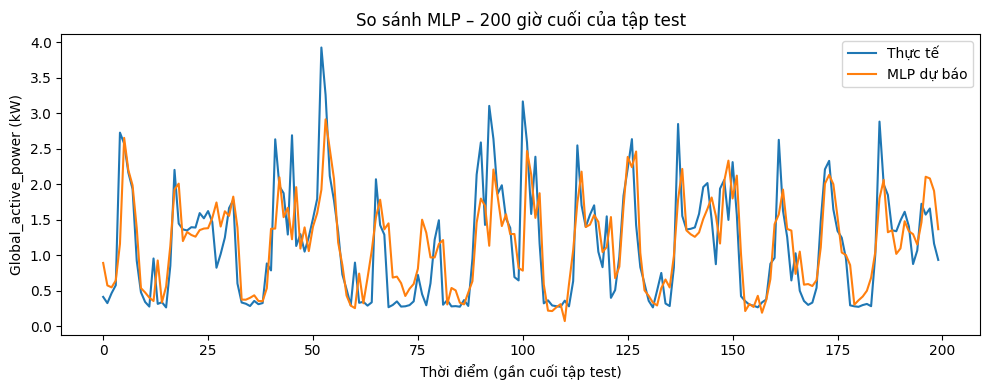 So sánh MLP – 200 giờ cuối của tập test
Global_active_power (kW)
4.0
3.5
3.0
2.5
2.0
1.5
1.0
0.5
0.0
Thực tế
MLP dự báo
0 25 50 75 100 125 150 175 200
Thời điểm (gần cuối tập test)